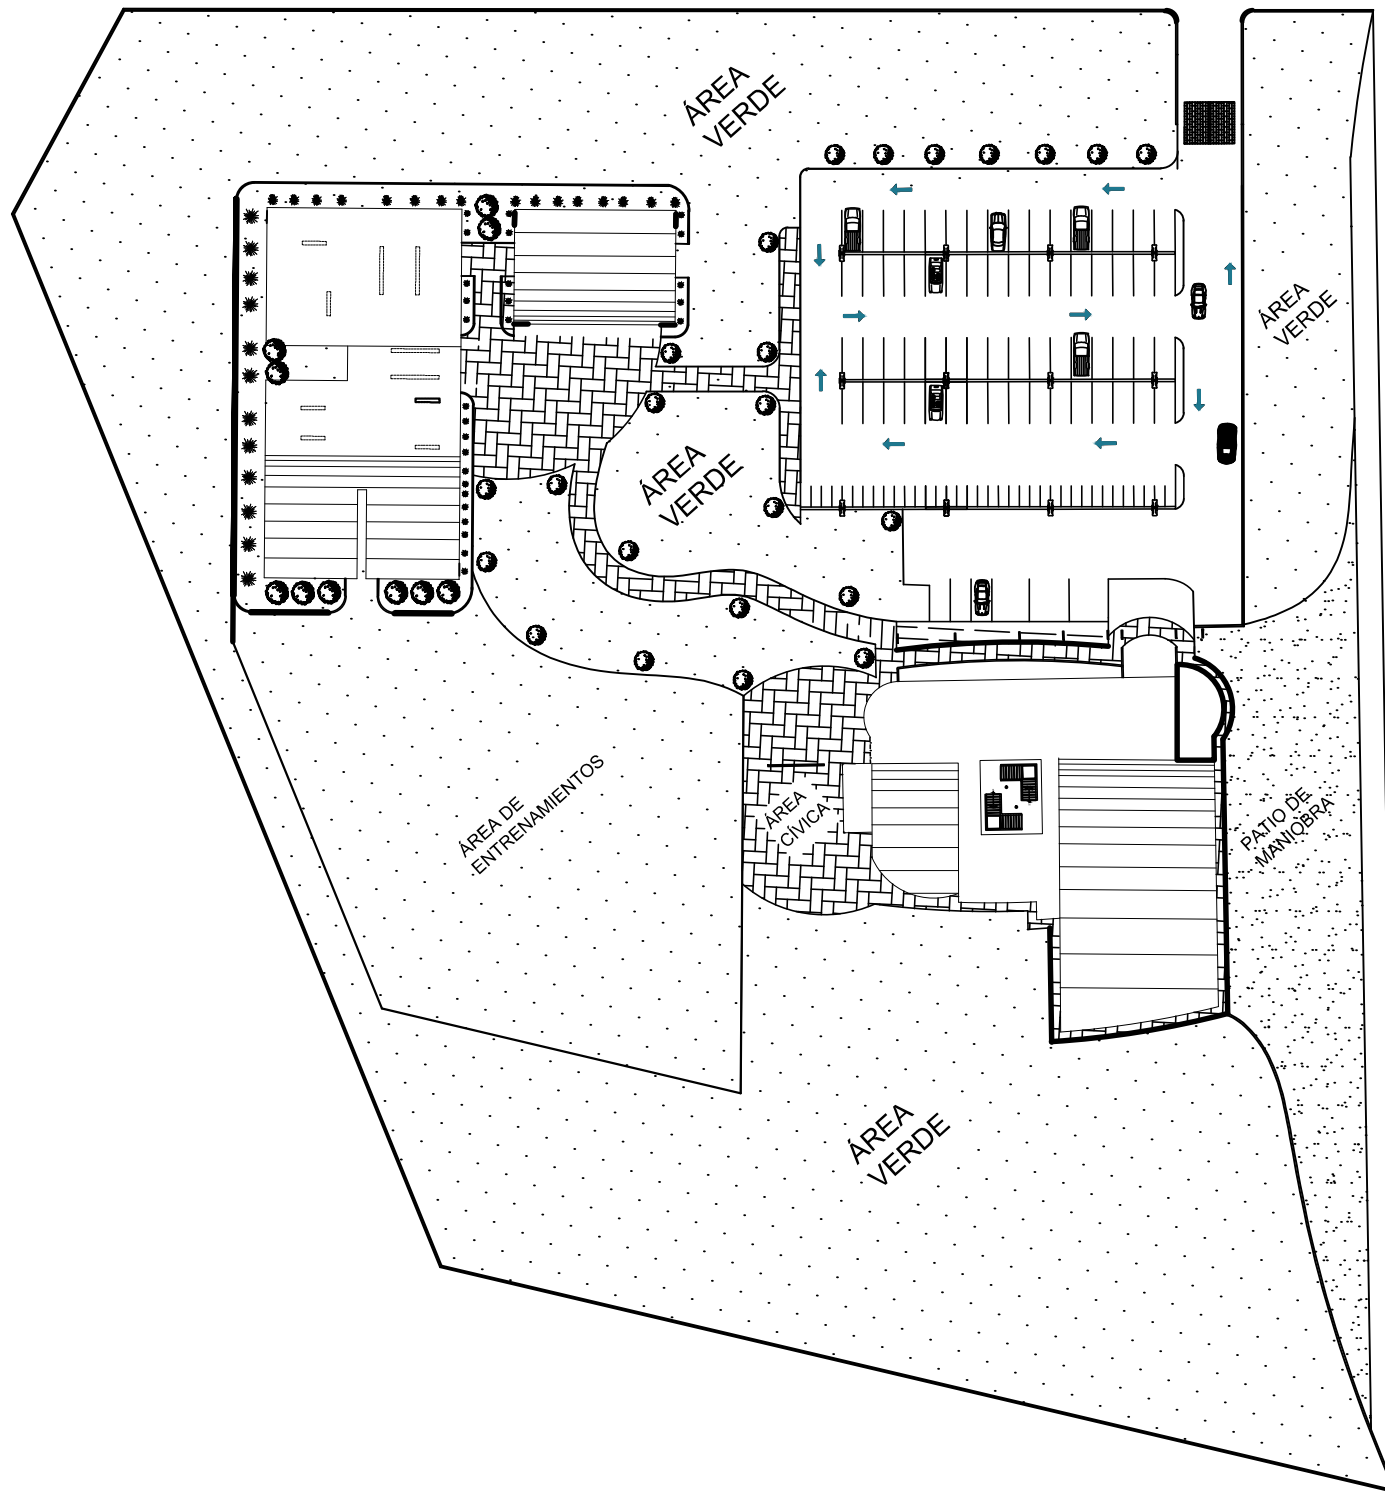 ÁREA
VERDE
ÁREA
VERDE
ÁREA
VERDE
ÁREA DE
ENTRENAMIENTOS
ÁREA
CÍVICA
PATIO DE
MANIOBRA
ÁREA
VERDE